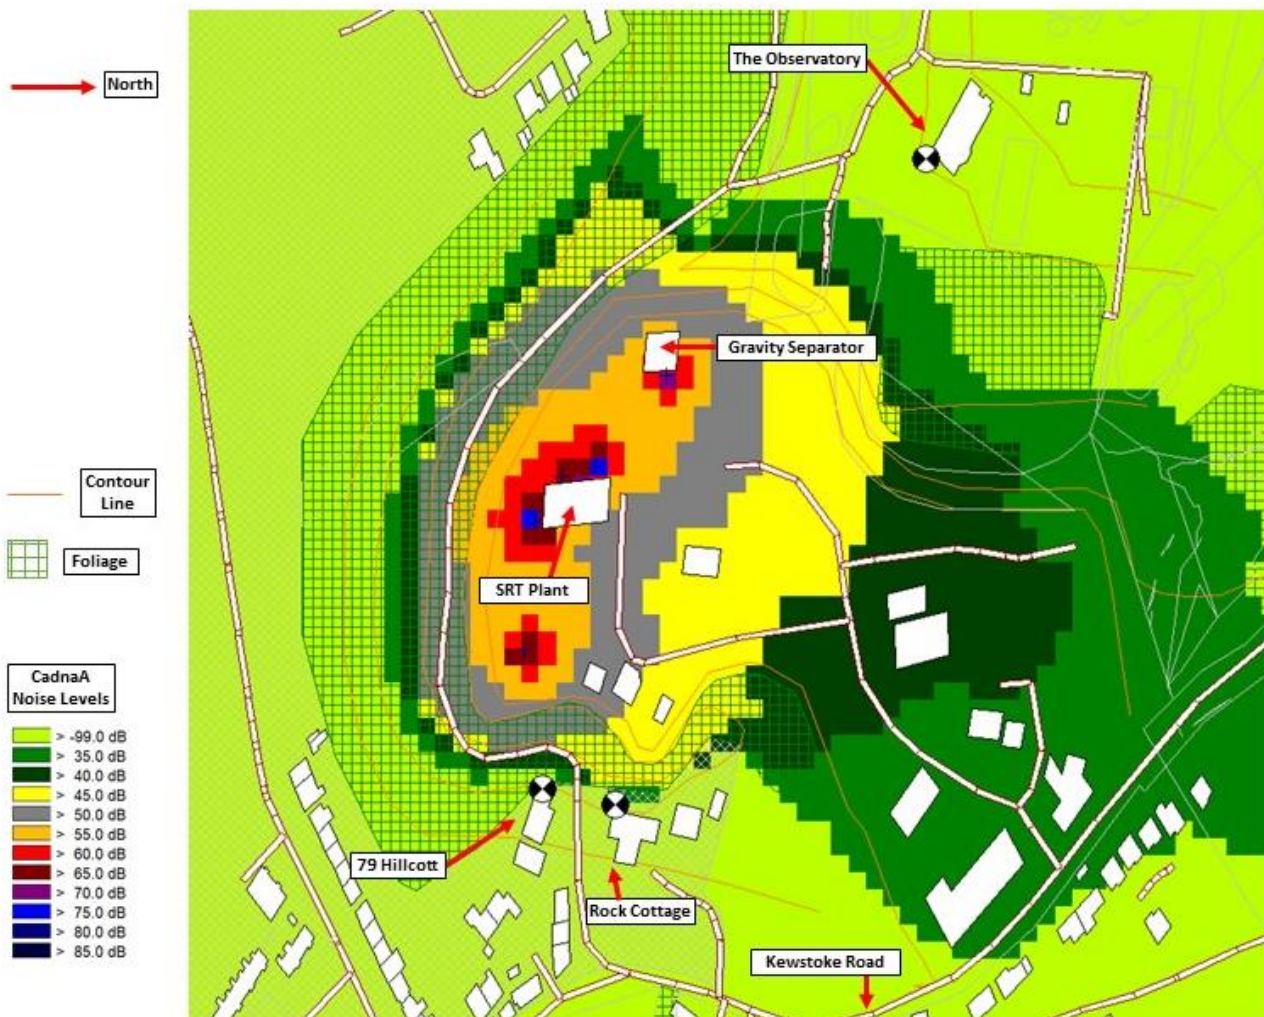 The Observatory
North
Gravity Separator
Contour
Line
Foliage
SRT Plant
CadnaA
Noise Levels
> -99.0 dB
> 35.0 dB
> 40.0 dB
> 45.0 dB
> 50.0 dB
> 55.0 dB
> 60.0 dB
> 65.0 dB
> 70.0 dB
> 75.0 dB
> 80.0 dB
> 85.0 dB
79 Hillcott
Rock Cottage
Kewstoke Road